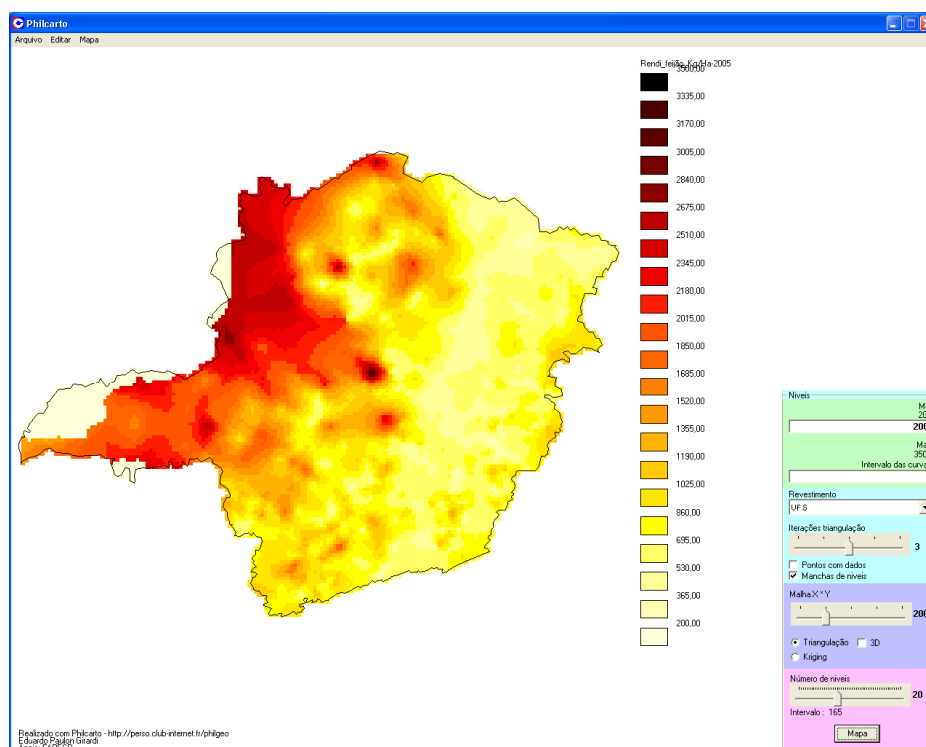 Philcarto
Arquivo Editar Mapa
Rendi_feijão_Kg/Ha-2005
3500,00
3335,00
3170,00
3005,00
2840,00
2675,00
2510,00
2345,00
2180,00
2015,00
1850,00
1685,00
1520,00
1355,00
1190,00
1025,00
860,00
695,00
530,00
365,00
200,00
Níveis
200
350
Intervalo das curva
Revestimento
UF.S
Iterações triangulação
3
Pontos com dados
Manchas de níveis
Malha X * Y
200
Triangulação 3D
Kriging
Número de níveis
20
Intervalo : 165
Mapa
Realizado com Philcarto - http://perso.club-internet.fr/philgeo
Eduardo Paulon Girardi